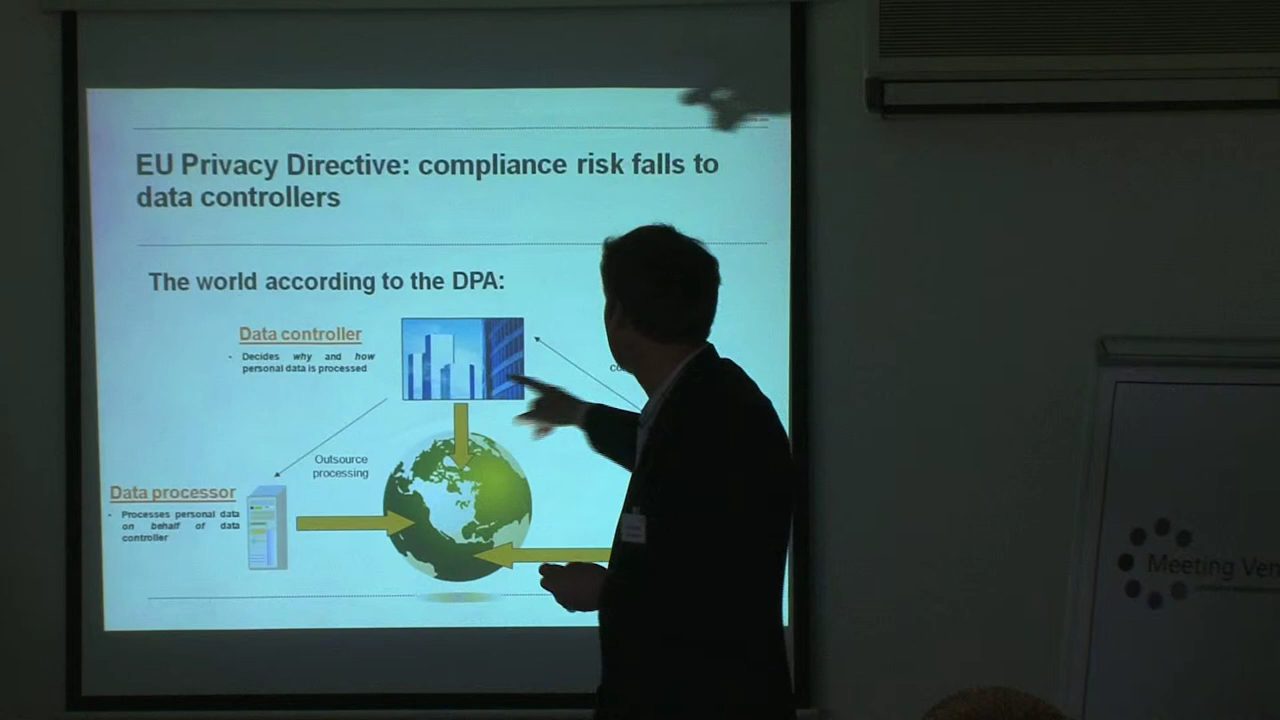 EU Privacy Directive: compliance risk falls to
data controllers
The world according to the DPA:
Data controller
- Decides why and how
personal data is processed
Outsource
processing
Data processor
- Processes personal data
on behalf of data
controller
Meeting